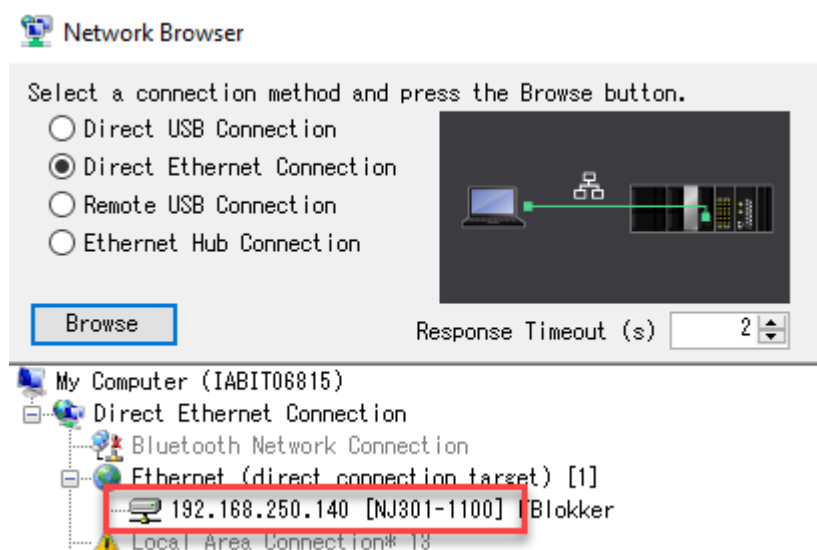 Network Browser
Select a connection method and press the Browse button.
Direct USB Connection
Direct Ethernet Connection
Remote USB Connection
Ethernet Hub Connection
Browse
Response Timeout (s) 2
My Computer (IABIT06815)
Direct Ethernet Connection
Bluetooth Network Connection
Ethernet (direct connection target) [1]
192.168.250.140 [NJ301-1100] FBlokker
Local Area Connection* 13